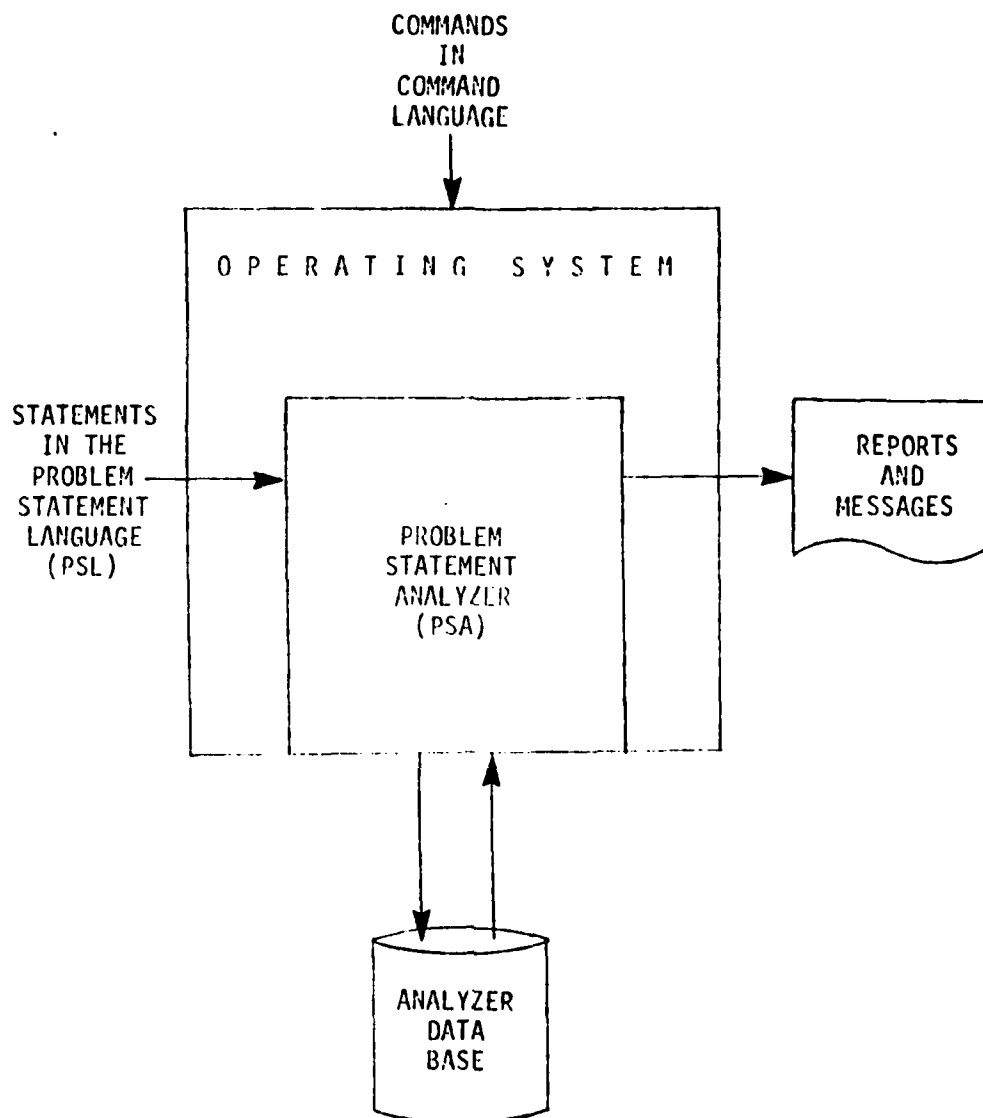 COMMANDS
IN
COMMAND
LANGUAGE
OPERATING SYSTEM
STATEMENTS
IN THE
PROBLEM
STATEMENT
LANGUAGE
(PSL)
PROBLEM
STATEMENT
ANALYZER
(PSA)
REPORTS
AND
MESSAGES
ANALYZER
DATA
BASE